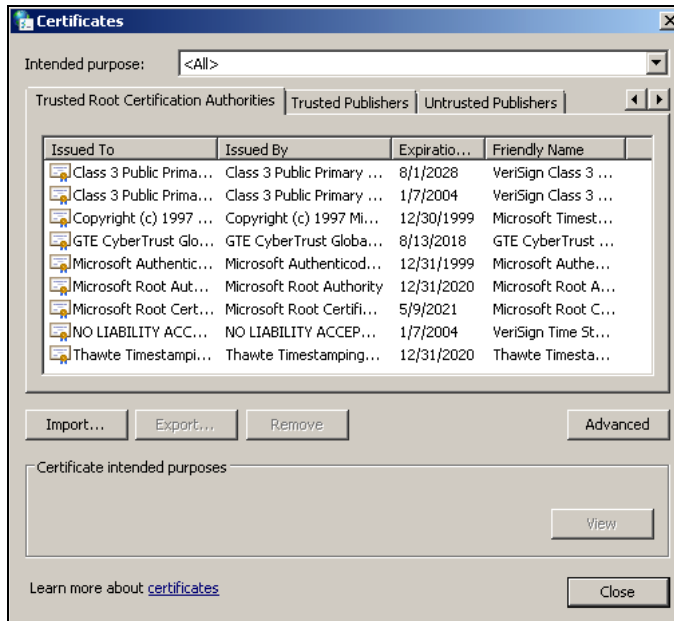 Certificates
Intended purpose: <All>
Trusted Root Certification Authorities Trusted Publishers Untrusted Publishers
Issued To Issued By Expiratio... Friendly Name
Class 3 Public Prima... Class 3 Public Primary ... 8/1/2028 VeriSign Class 3 ...
Class 3 Public Prima... Class 3 Public Primary ... 1/7/2004 VeriSign Class 3 ...
Copyright (c) 1997 ... Copyright (c) 1997 Mi... 12/30/1999 Microsoft Timest...
GTE CyberTrust Glo... GTE CyberTrust Globa... 8/13/2018 GTE CyberTrust ...
Microsoft Authentic... Microsoft Authenticod... 12/31/1999 Microsoft Authe...
Microsoft Root Aut... Microsoft Root Authority 12/31/2020 Microsoft Root A...
Microsoft Root Cert... Microsoft Root Certifi... 5/9/2021 Microsoft Root C...
NO LIABILITY ACC... NO LIABILITY ACCEP... 1/7/2004 VeriSign Time St...
Thawte Timestampi... Thawte Timestamping... 12/31/2020 Thawte Timesta...
Import... Export... Remove Advanced
Certificate intended purposes
View
Learn more about certificates
Close